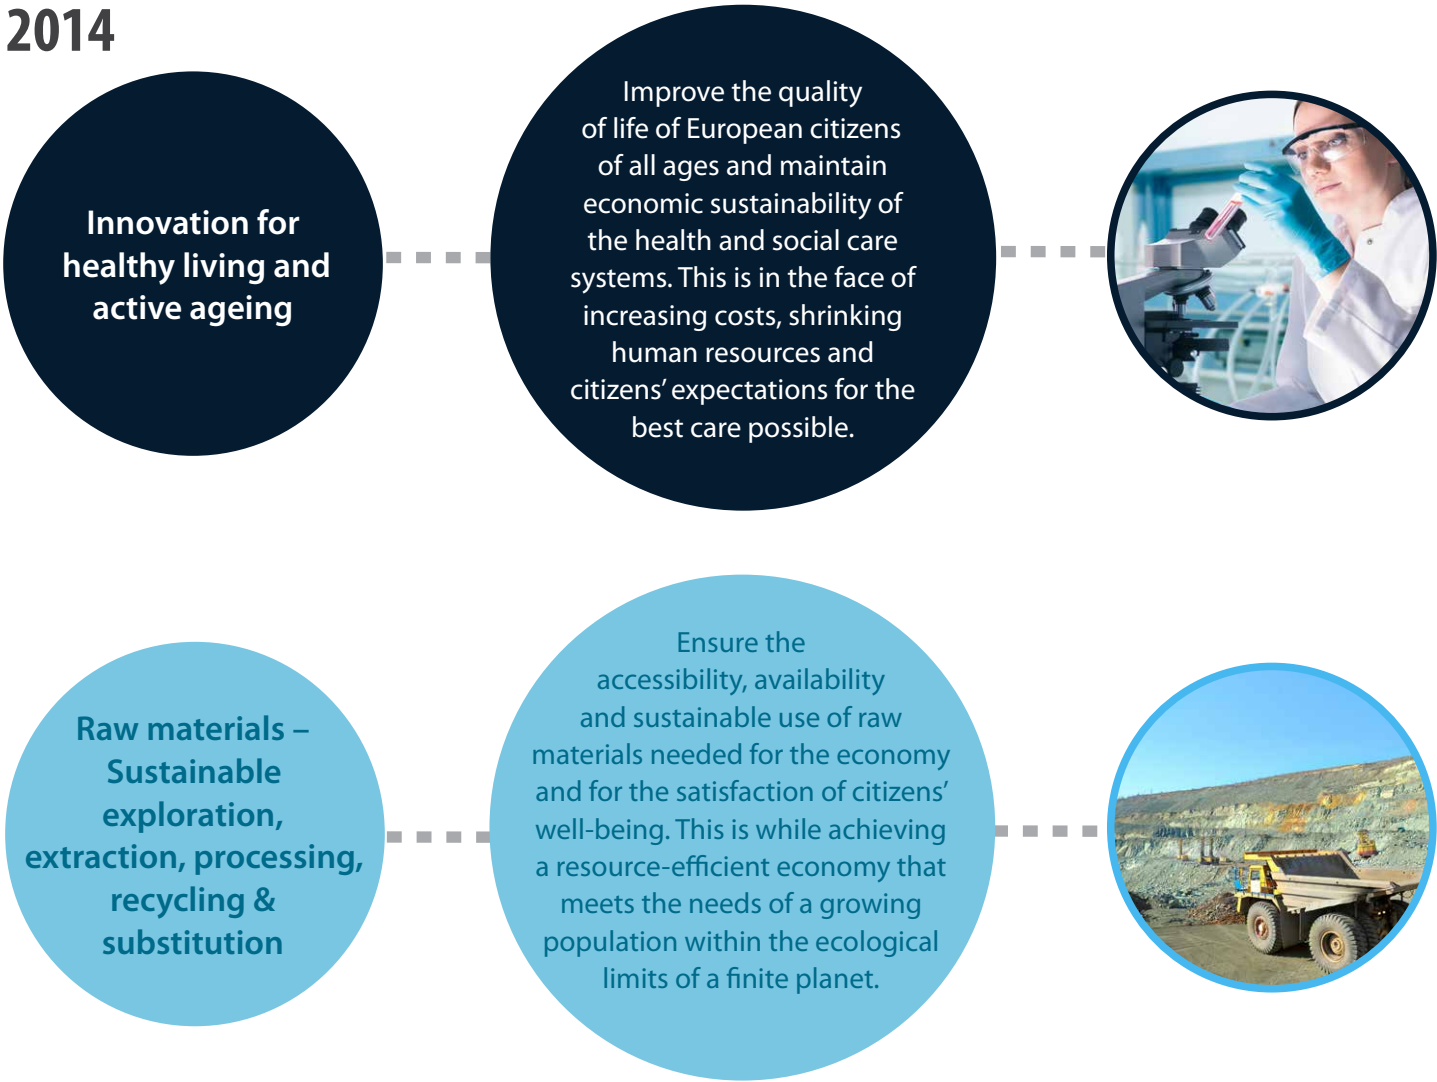 2014
Innovation for
healthy living and
active ageing
Improve the quality
of life of European citizens
of all ages and maintain
economic sustainability of
the health and social care
systems. This is in the face of
increasing costs, shrinking
human resources and
citizens’ expectations for the
best care possible.
Raw materials –
Sustainable
exploration,
extraction, processing,
recycling &
substitution
Ensure the
accessibility, availability
and sustainable use of raw
materials needed for the economy
and for the satisfaction of citizens’
well-being. This is while achieving
a resource-efficient economy that
meets the needs of a growing
population within the ecological
limits of a finite planet.